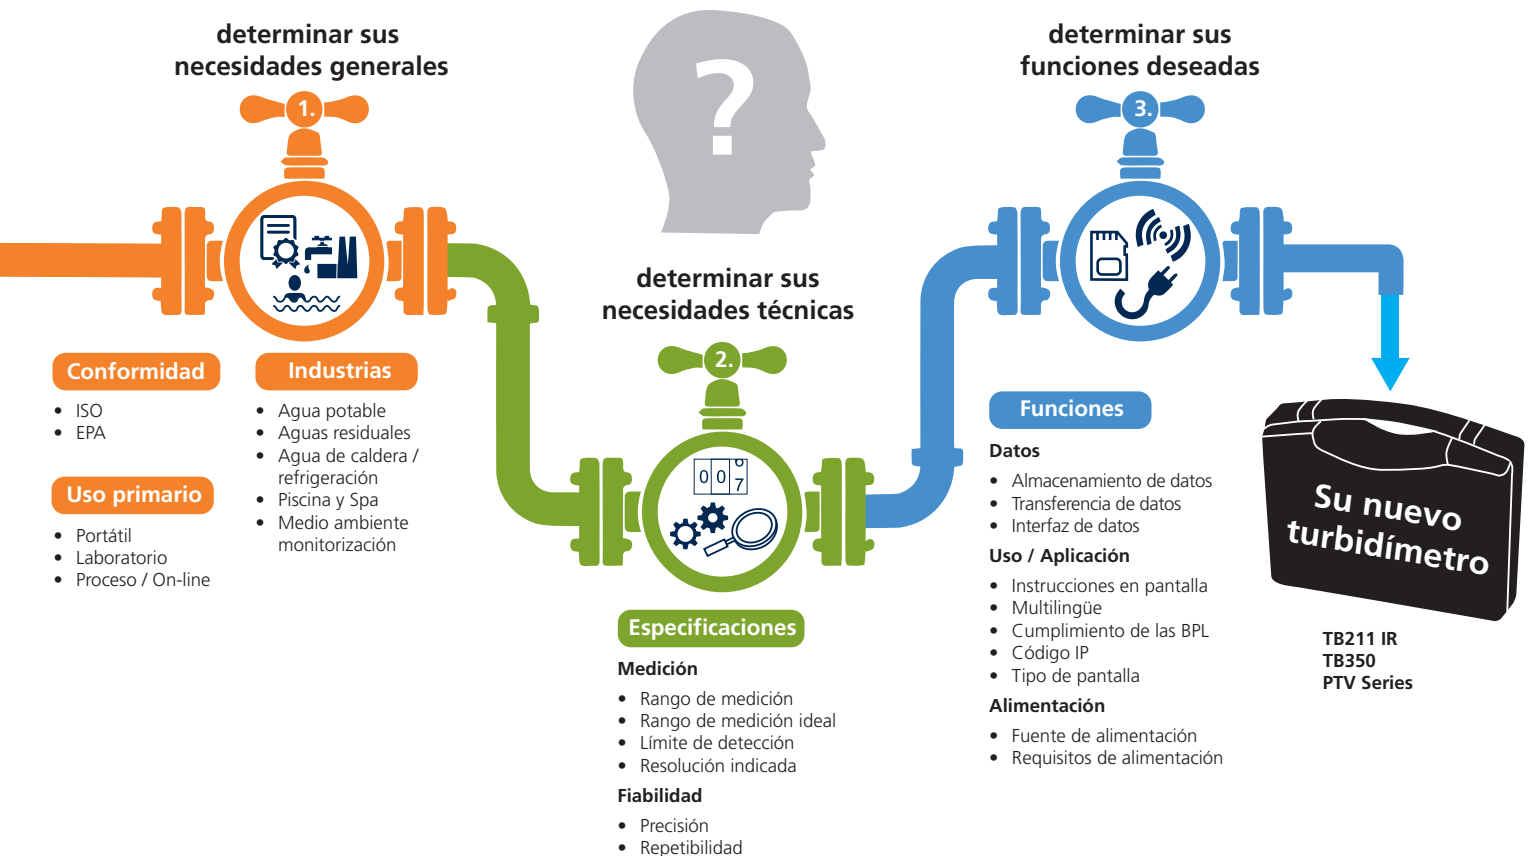 determinar sus
necesidades generales
1.
Conformidad
• ISO
• EPA
Uso primario
• Portátil
• Laboratorio
• Proceso / On-line
Industrias
• Agua potable
• Aguas residuales
• Agua de caldera /
refrigeración
• Piscina y Spa
• Medio ambiente
monitorización
?
determinar sus
necesidades técnicas
2.
0 0 6
7
Especificaciones
Medición
• Rango de medición
• Rango de medición ideal
• Límite de detección
• Resolución indicada
Fiabilidad
• Precisión
• Repetibilidad
determinar sus
funciones deseadas
3.
Funciones
Datos
• Almacenamiento de datos
• Transferencia de datos
• Interfaz de datos
Uso / Aplicación
• Instrucciones en pantalla
• Multilingüe
• Cumplimiento de las BPL
• Código IP
• Tipo de pantalla
Alimentación
• Fuente de alimentación
• Requisitos de alimentación
Su nuevo
turbidímetro
TB211 IR
TB350
PTV Series